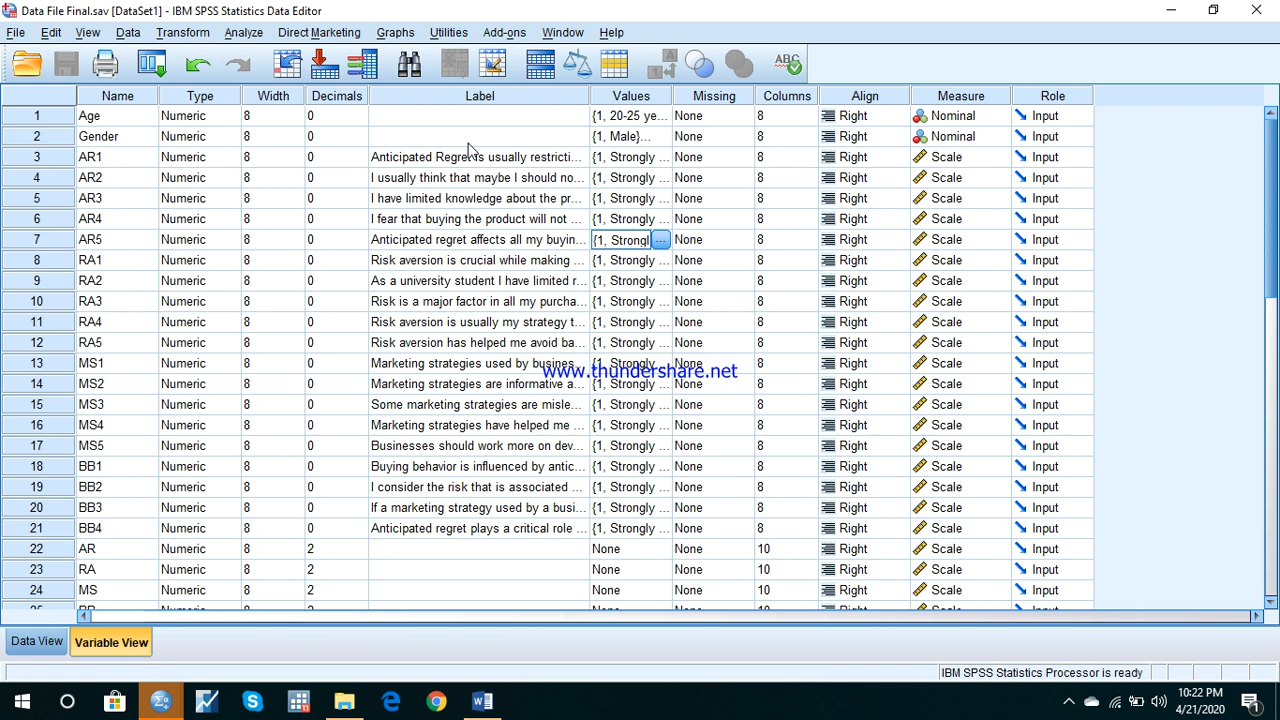 Data File Final.sav [DataSet1] - IBM SPSS Statistics Data Editor
File Edit View Data Transform Analyze Direct Marketing Graphs Utilities Add-ons Window Help
Name Type Width Decimals Label Values Missing Columns Align Measure Role
1 Age Numeric 8 0 {1, 20-25 ye... None 8 Right Nominal Input
2 Gender Numeric 8 0 {1, Male}... None 8 Right Nominal Input
3 AR1 Numeric 8 0 Anticipated Regret is usually restricti... {1, Strongly ... None 8 Right Scale Input
4 AR2 Numeric 8 0 I usually think that maybe I should no... {1, Strongly ... None 8 Right Scale Input
5 AR3 Numeric 8 0 I have limited knowledge about the pr... {1, Strongly ... None 8 Right Scale Input
6 AR4 Numeric 8 0 I fear that buying the product will not ... {1, Strongly ... None 8 Right Scale Input
7 AR5 Numeric 8 0 Anticipated regret affects all my buyin... {1, Strongl ... None 8 Right Scale Input
8 RA1 Numeric 8 0 Risk aversion is crucial while making ... {1, Strongly ... None 8 Right Scale Input
9 RA2 Numeric 8 0 As a university student I have limited r... {1, Strongly ... None 8 Right Scale Input
10 RA3 Numeric 8 0 Risk is a major factor in all my purcha... {1, Strongly ... None 8 Right Scale Input
11 RA4 Numeric 8 0 Risk aversion is usually my strategy t... {1, Strongly ... None 8 Right Scale Input
12 RA5 Numeric 8 0 Risk aversion has helped me avoid ba... {1, Strongly ... None 8 Right Scale Input
13 MS1 Numeric 8 0 Marketing strategies used by busines... {1, Strongly ... None 8 Right Scale Input
www.thundershare.net
14 MS2 Numeric 8 0 Marketing strategies are informative a... {1, Strongly ... None 8 Right Scale Input
15 MS3 Numeric 8 0 Some marketing strategies are misle... {1, Strongly ... None 8 Right Scale Input
16 MS4 Numeric 8 0 Marketing strategies have helped me ... {1, Strongly ... None 8 Right Scale Input
17 MS5 Numeric 8 0 Businesses should work more on dev... {1, Strongly ... None 8 Right Scale Input
18 BB1 Numeric 8 0 Buying behavior is influenced by antic... {1, Strongly ... None 8 Right Scale Input
19 BB2 Numeric 8 0 I consider the risk that is associated ... {1, Strongly ... None 8 Right Scale Input
20 BB3 Numeric 8 0 If a marketing strategy used by a busi... {1, Strongly ... None 8 Right Scale Input
21 BB4 Numeric 8 0 Anticipated regret plays a critical role ... {1, Strongly ... None 8 Right Scale Input
22 AR Numeric 8 2 None None 10 Right Scale Input
23 RA Numeric 8 2 None None 10 Right Scale Input
24 MS Numeric 8 2 None None 10 Right Scale Input
Data View Variable View
IBM SPSS Statistics Processor is ready
10:22 PM
4/21/2020